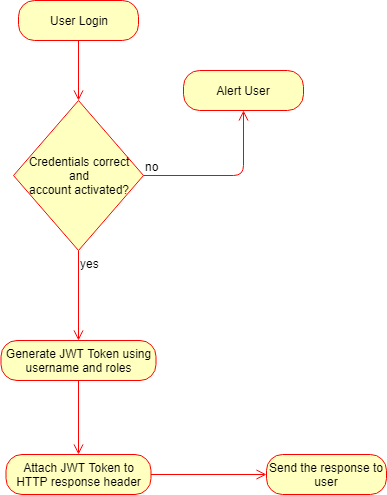 User Login
Alert User
Credentials correct
and
account activated?
no
yes
Generate JWT Token using
username and roles
Attach JWT Token to
HTTP response header
Send the response to
user